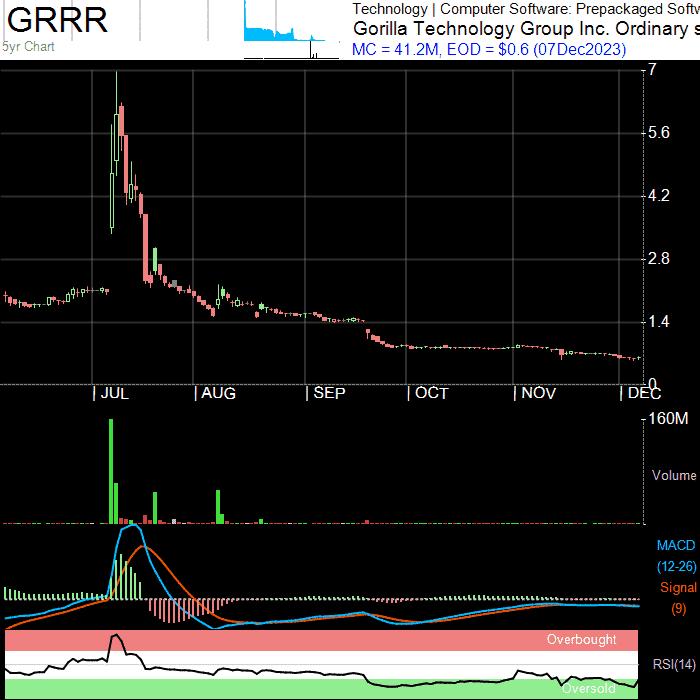 GRRR
5yr Chart
Technology | Computer Software: Prepackaged Softw
Gorilla Technology Group Inc. Ordinary s
MC = 41.2M, EOD = $0.6 (07Dec2023)
7
5.6
4.2
2.8
1.4
0
JUL
AUG
SEP
OCT
NOV
DEC
160M
Volume
MACD
(12-26)
Signal
(9)
Overbought
RSI(14)
Oversold